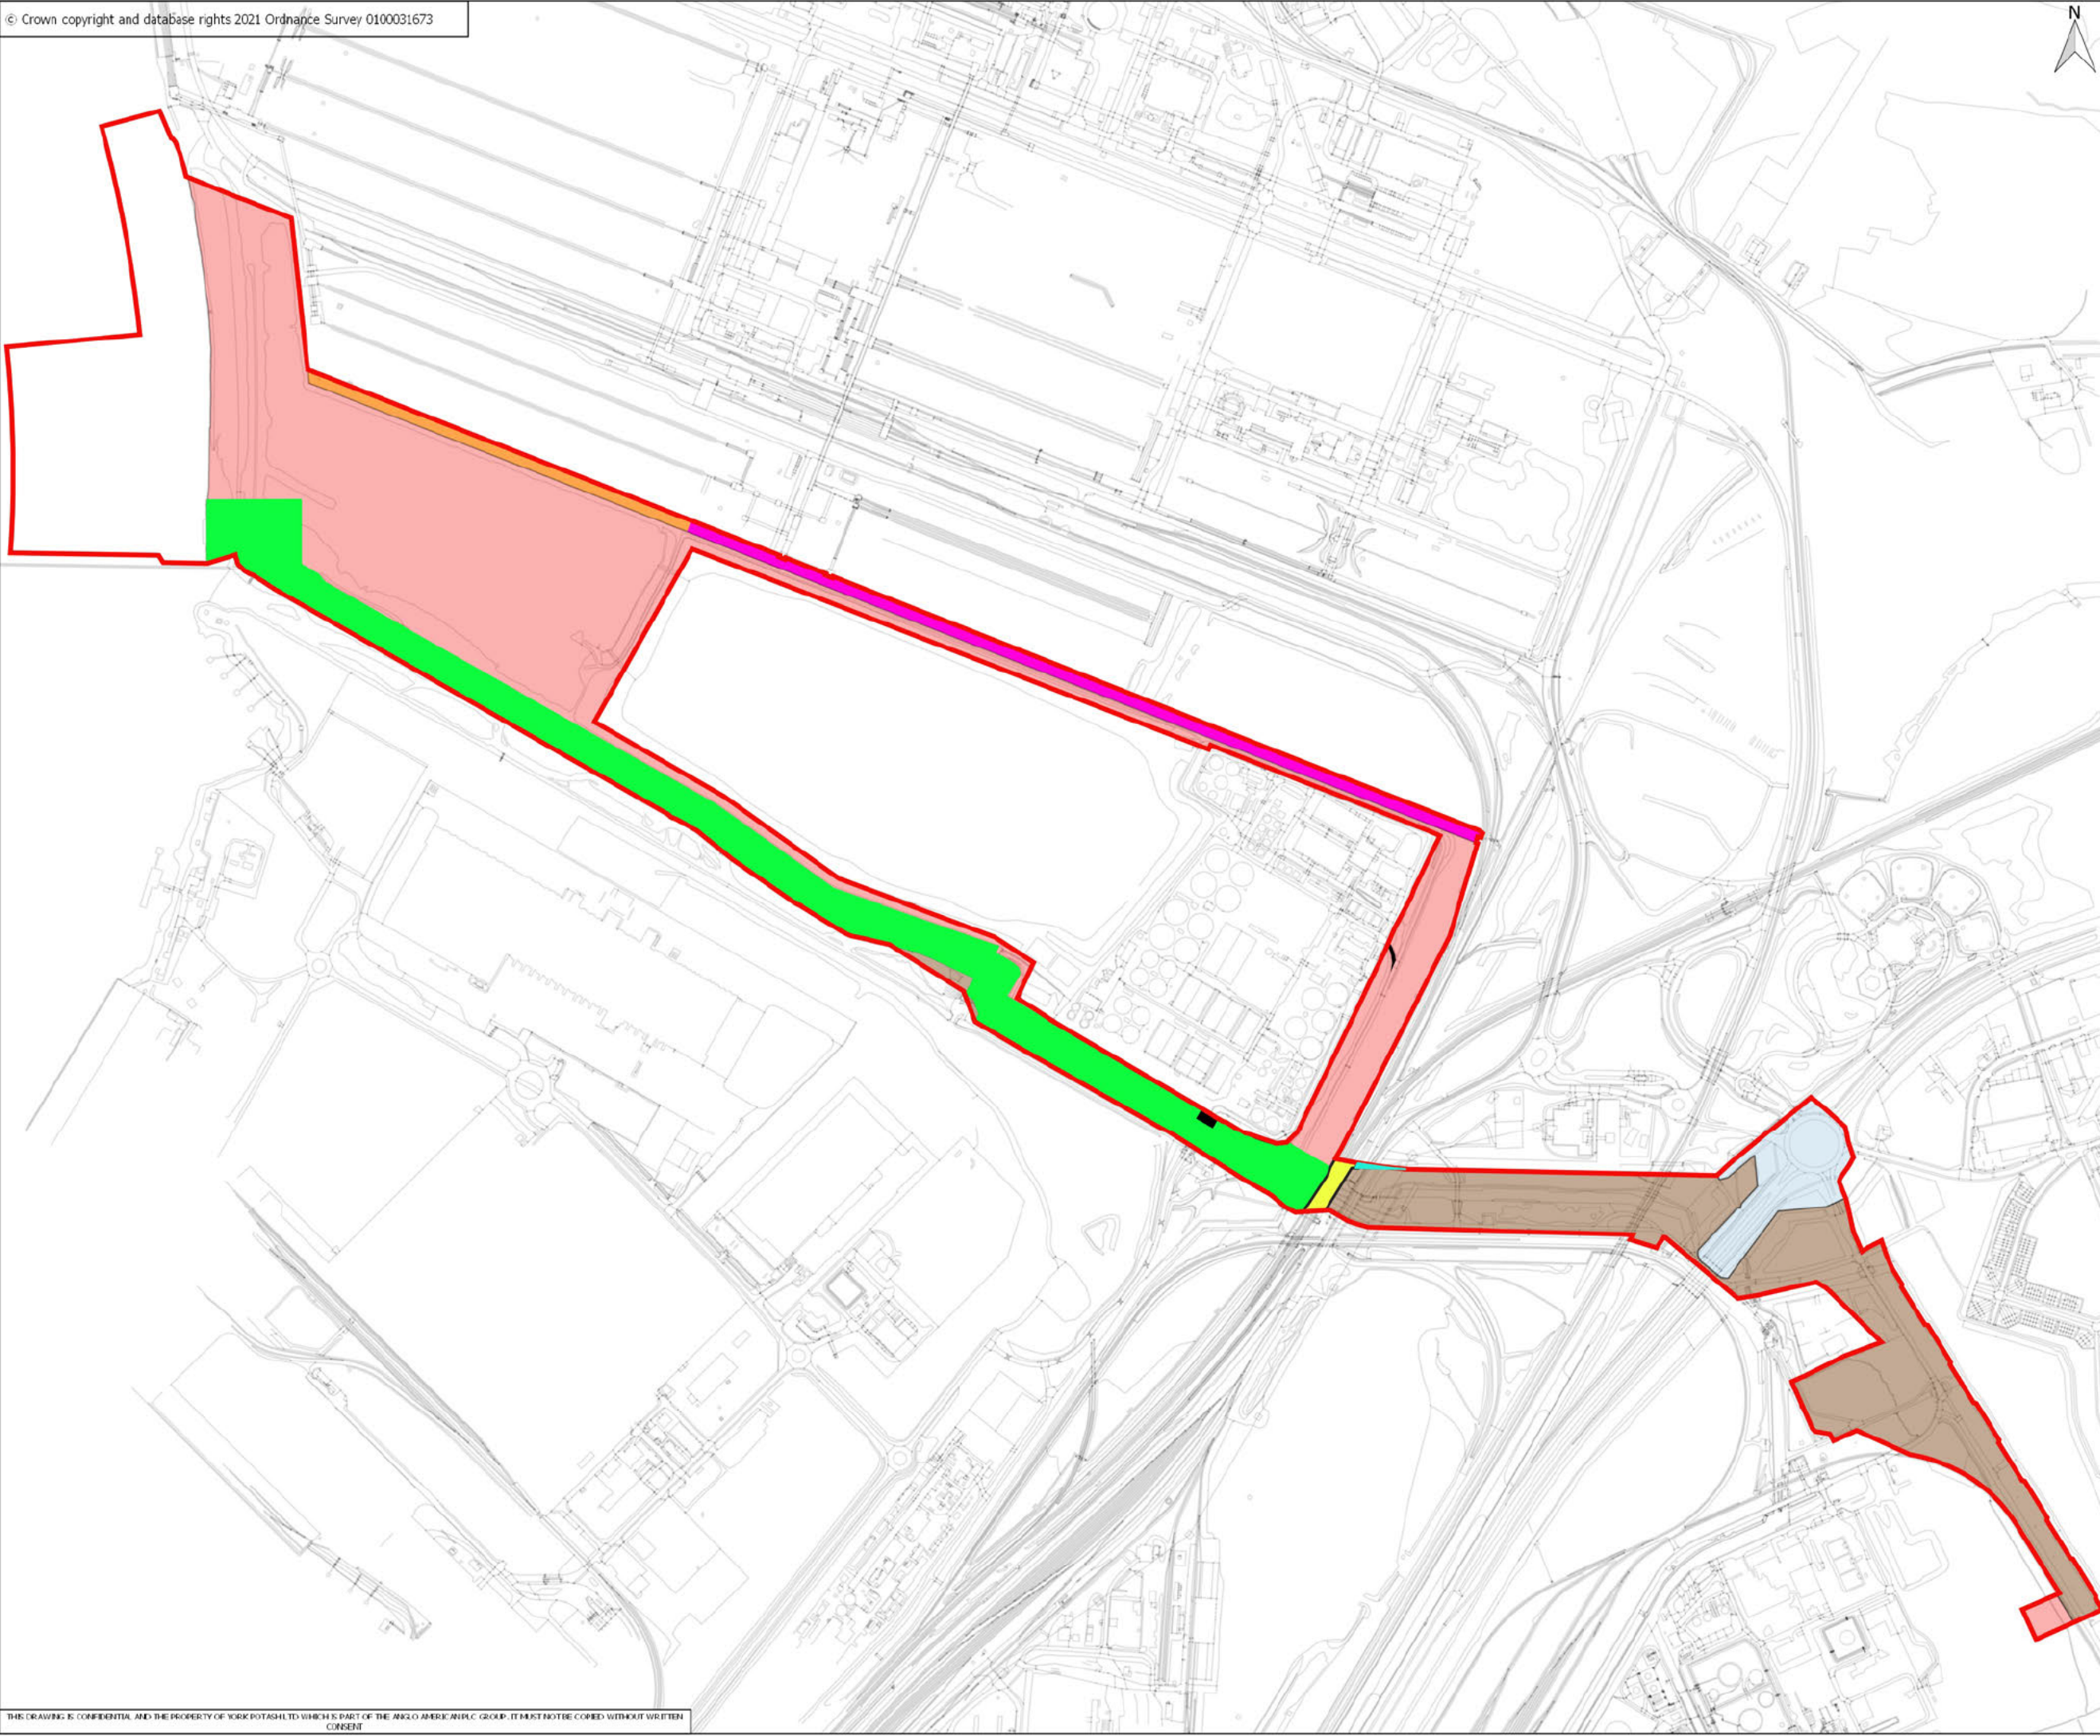 © Crown copyright and database rights 2021 Ordnance Survey 0100031673
N
THIS DRAWING IS CONFIDENTIAL AND THE PROPERTY OF YORK POTASH LTD WHICH IS PART OF THE ANGLO AMERICAN PLC GROUP. IT MUST NOT BE COPIED WITHOUT WRITTEN
CONSENT